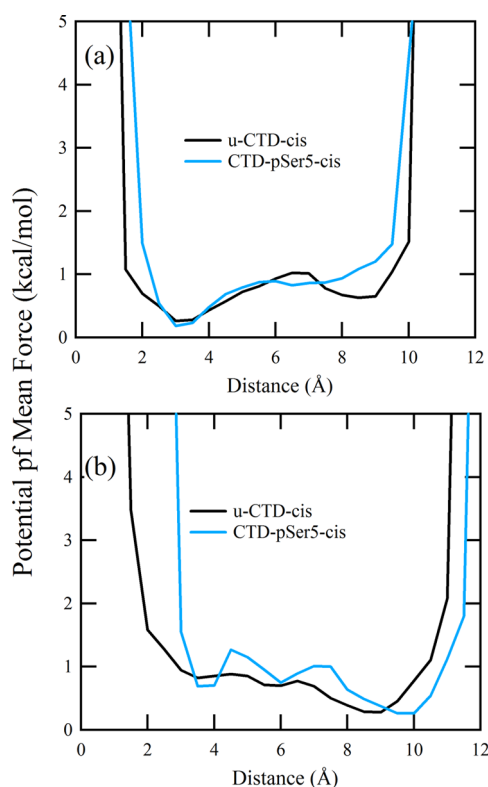 Potential pf Mean Force (kcal/mol)
(a)
5
4
3
2
1
0
u-CTD-cis
CTD-pSer5-cis
0 2 4 6 8 10 12
Distance (Å)
(b)
5
4
3
2
1
0
u-CTD-cis
CTD-pSer5-cis
0 2 4 6 8 10 12
Distance (Å)